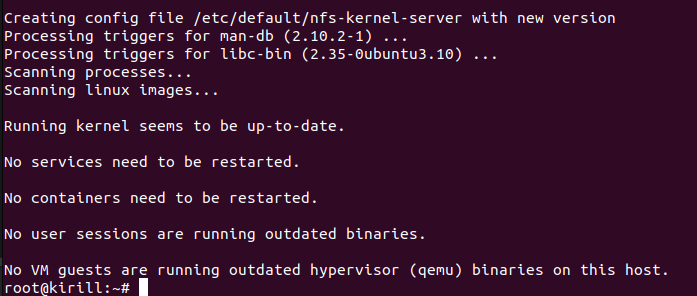 Creating config file /etc/default/nfs-kernel-server with new version
Processing triggers for man-db (2.10.2-1) ...
Processing triggers for libc-bin (2.35-0ubuntu3.10) ...
Scanning processes...
Scanning linux images...
Running kernel seems to be up-to-date.
No services need to be restarted.
No containers need to be restarted.
No user sessions are running outdated binaries.
No VM guests are running outdated hypervisor (qemu) binaries on this host.
root@kirill:~#